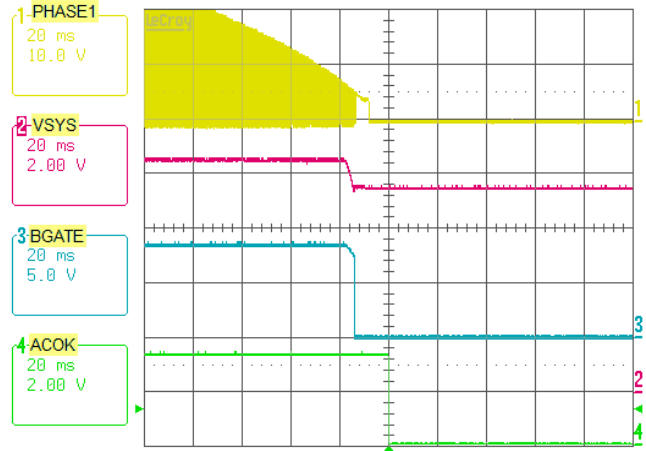 1 PHASE1
20 ms
10.0 V
LeCroy
1
2 VSYS
20 ms
2.00 V
3 BGATE
20 ms
5.0 V
3
4 ACOK
20 ms
2.00 V
2
4